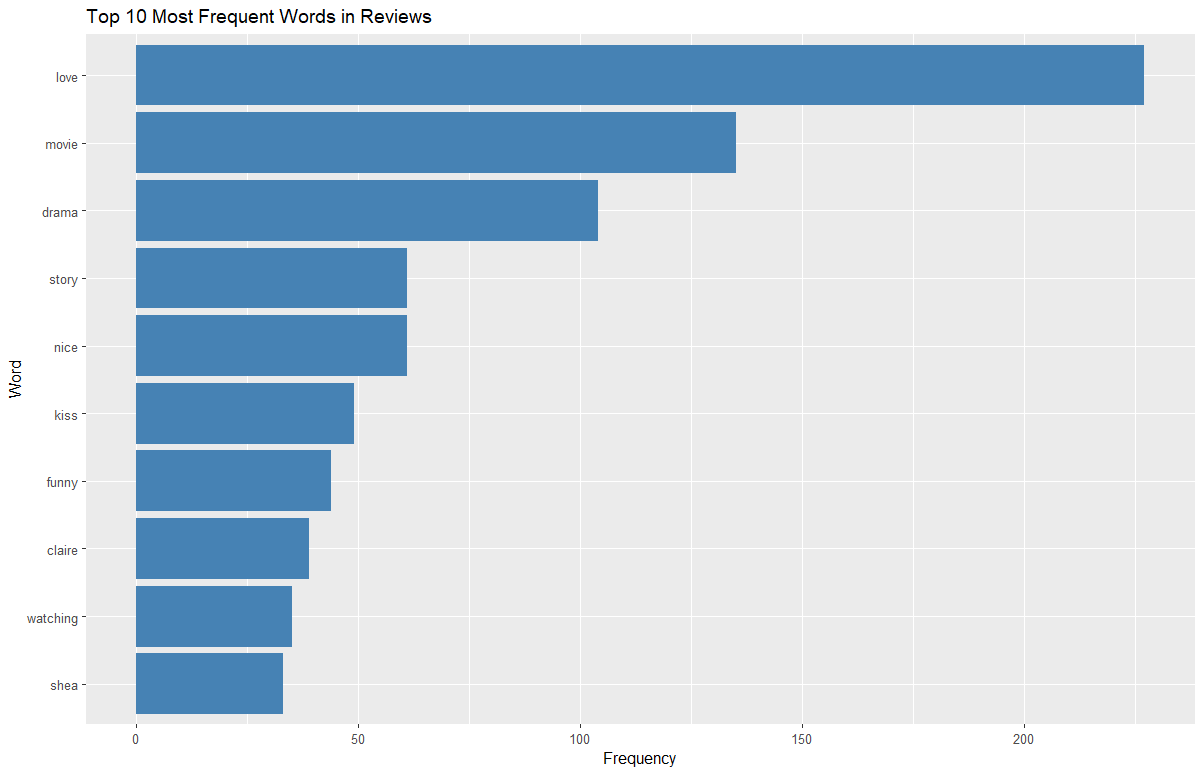 Top 10 Most Frequent Words in Reviews
Word
love
movie
drama
story
nice
kiss
funny
claire
watching
shea
0 50 100 150 200
Frequency